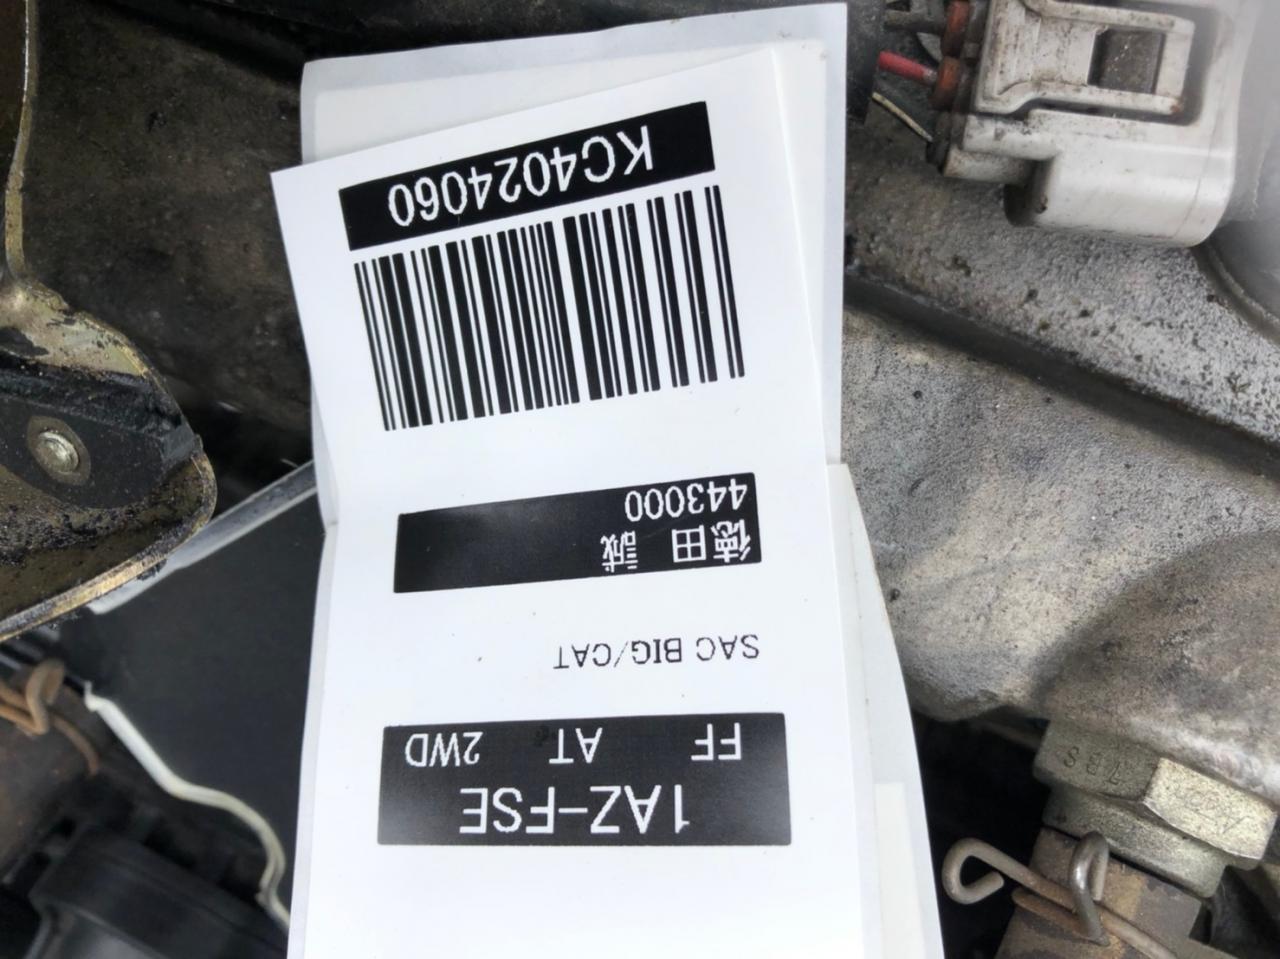 1AZ-FSE
FF AT 2WD
SAC BIG/CAT
徳田 誠
443000
KC4024060